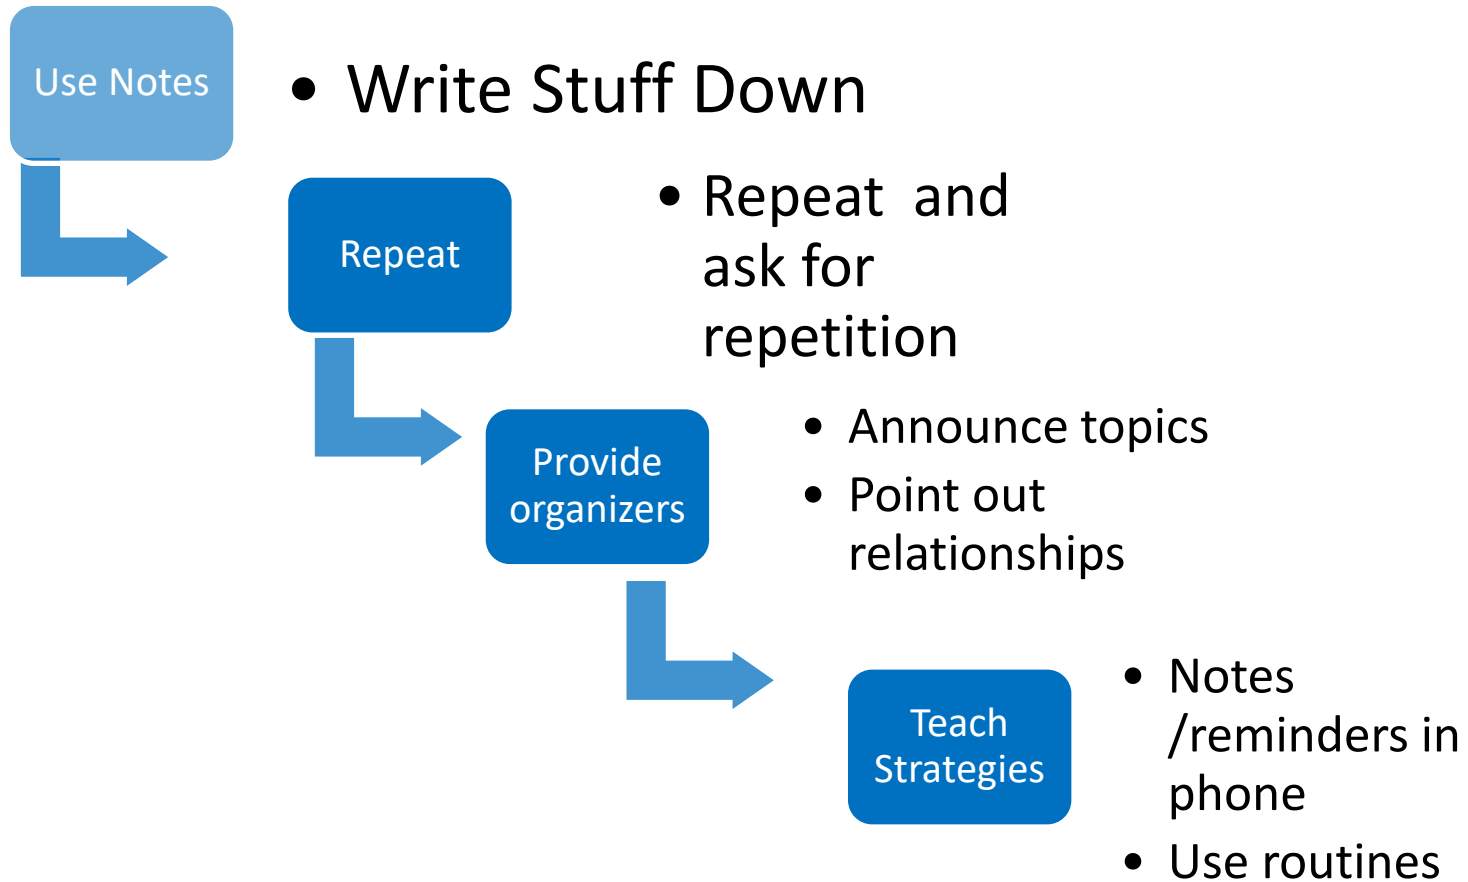 Use Notes
• Write Stuff Down
Repeat
• Repeat  and
ask for
repetition
Provide
organizers
• Announce topics
• Point out
relationships
Teach
Strategies
• Notes
/reminders in
phone
• Use routines